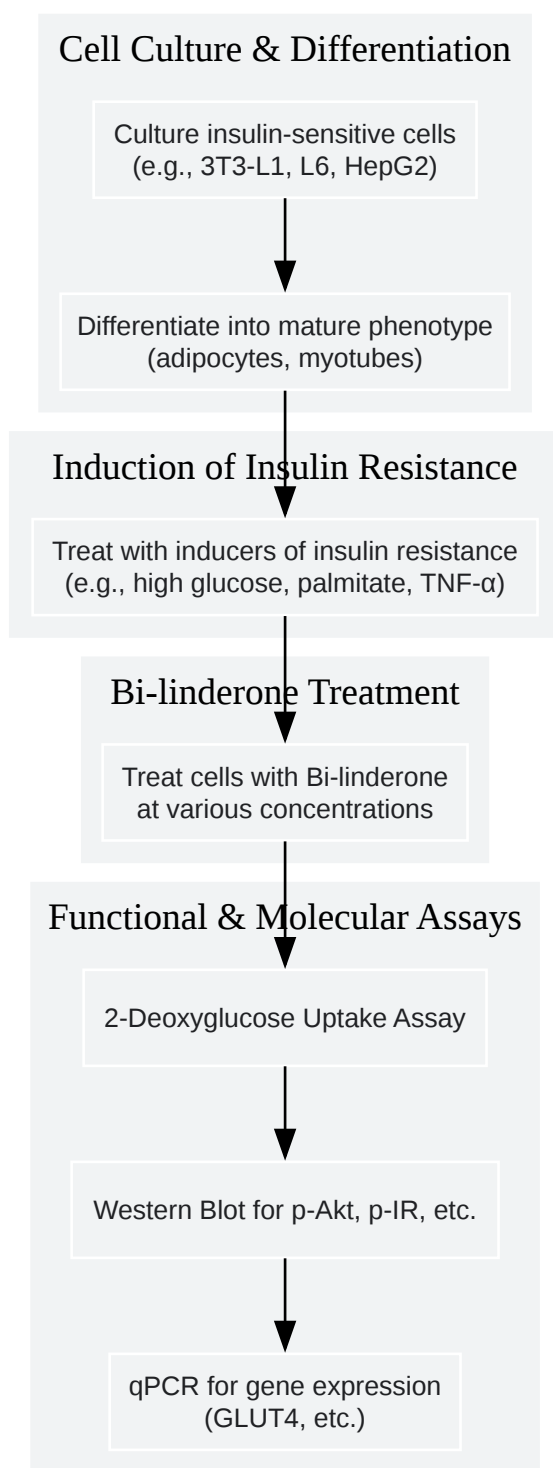 Cell Culture & Differentiation
Culture insulin-sensitive cells
(e.g., 3T3-L1, L6, HepG2)
Differentiate into mature phenotype
(adipocytes, myotubes)
Induction of Insulin Resistance
Treat with inducers of insulin resistance
(e.g., high glucose, palmitate, TNF-α)
Bi-linderone Treatment
Treat cells with Bi-linderone
at various concentrations
Functional & Molecular Assays
2-Deoxyglucose Uptake Assay
Western Blot for p-Akt, p-IR, etc.
qPCR for gene expression
(GLUT4, etc.)